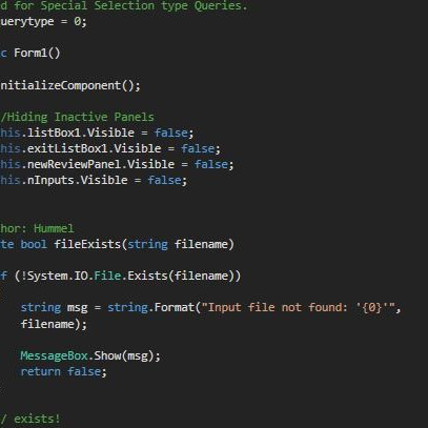 d for Special Selection type Queries.
uerytype = 0;
c Form1()
nitializeComponent();
/Hiding Inactive Panels
his.listBox1.Visible = false;
his.exitListBox1.Visible = false;
his.newReviewPanel.Visible = false;
his.nInputs.Visible = false;
hor: Hummel
te bool fileExists(string filename)
f (!System.IO.File.Exists(filename))
string msg = string.Format("Input file not found: '{0}'",
filename);
MessageBox.Show(msg);
return false;
/ exists!